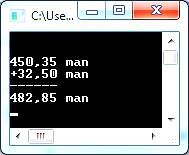 C:\Use...
450,35 man
+32,50 man
------
482,85 man